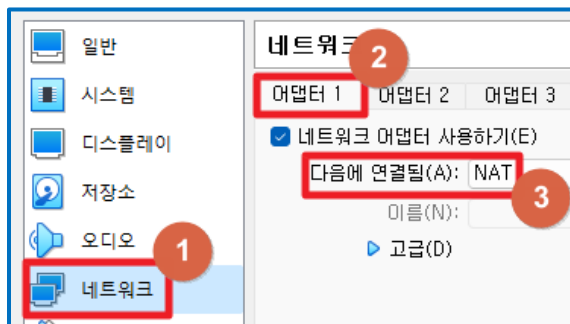 일반
시스템
디스플레이
저장소
오디오
1
네트워크
네트워크
2
어댑터 1
어댑터 2
어댑터 3
네트워크 어댑터 사용하기(E)
다음에 연결됨(A):
NAT
3
이름(N):
고급(D)